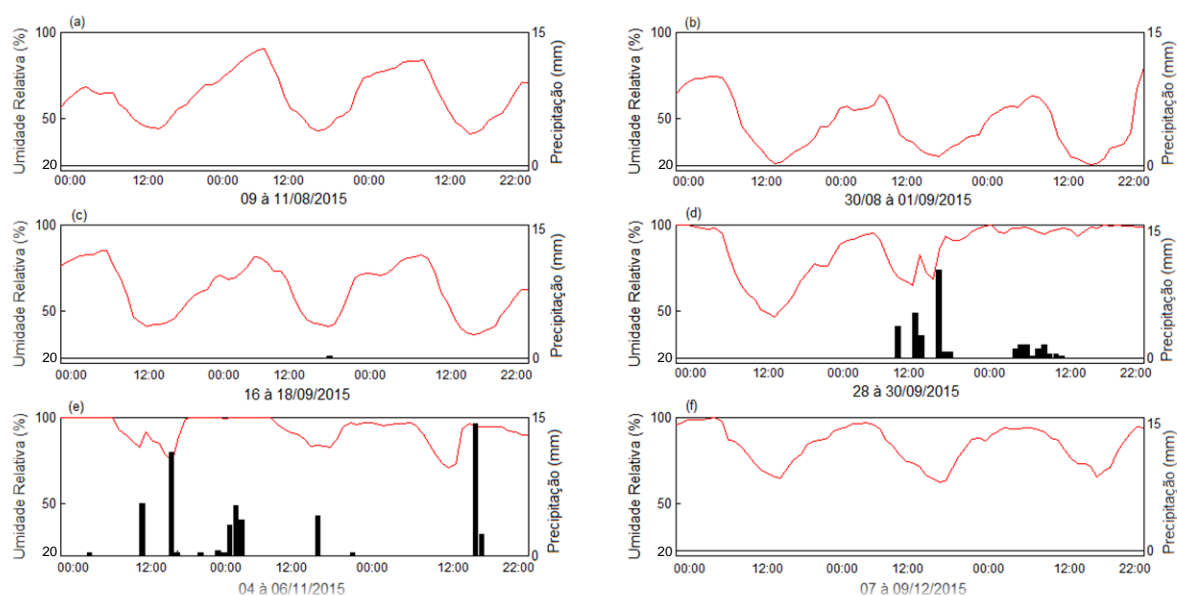 (a)
Umidade Relativa (%)
100
50
20
15
0
Precipitação (mm)
00:00 12:00 00:00 12:00 00:00 12:00 22:00
09 à 11/08/2015
(b)
Umidade Relativa (%)
100
50
20
15
0
Precipitação (mm)
00:00 12:00 00:00 12:00 00:00 12:00 22:00
30/08 à 01/09/2015
(c)
Umidade Relativa (%)
100
50
20
15
0
Precipitação (mm)
00:00 12:00 00:00 12:00 00:00 12:00 22:00
16 à 18/09/2015
(d)
Umidade Relativa (%)
100
50
20
15
0
Precipitação (mm)
00:00 12:00 00:00 12:00 00:00 12:00 22:00
28 à 30/09/2015
(e)
Umidade Relativa (%)
100
50
20
15
0
Precipitação (mm)
00:00 12:00 00:00 12:00 00:00 12:00 22:00
04 à 06/11/2015
(f)
Umidade Relativa (%)
100
50
20
15
0
Precipitação (mm)
00:00 12:00 00:00 12:00 00:00 12:00 22:00
07 à 09/12/2015